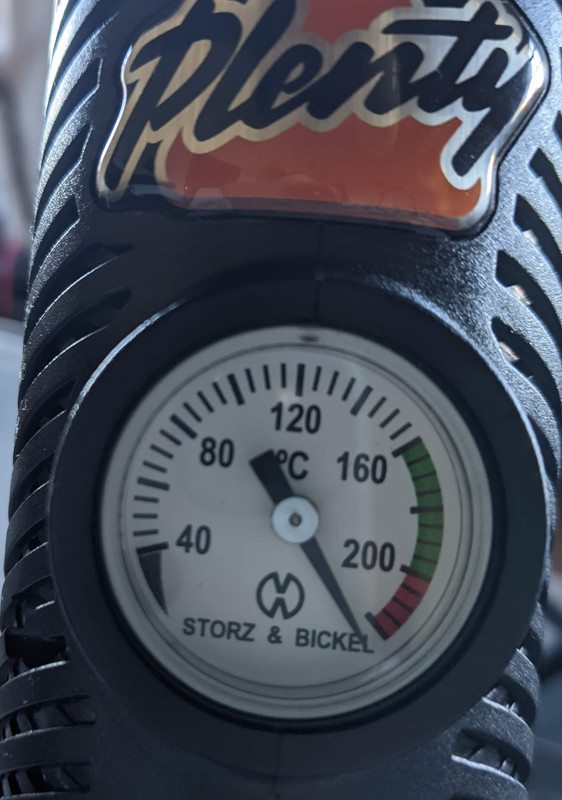 Plenty
120
80 °C 160
40 200
STORZ & BICKEL